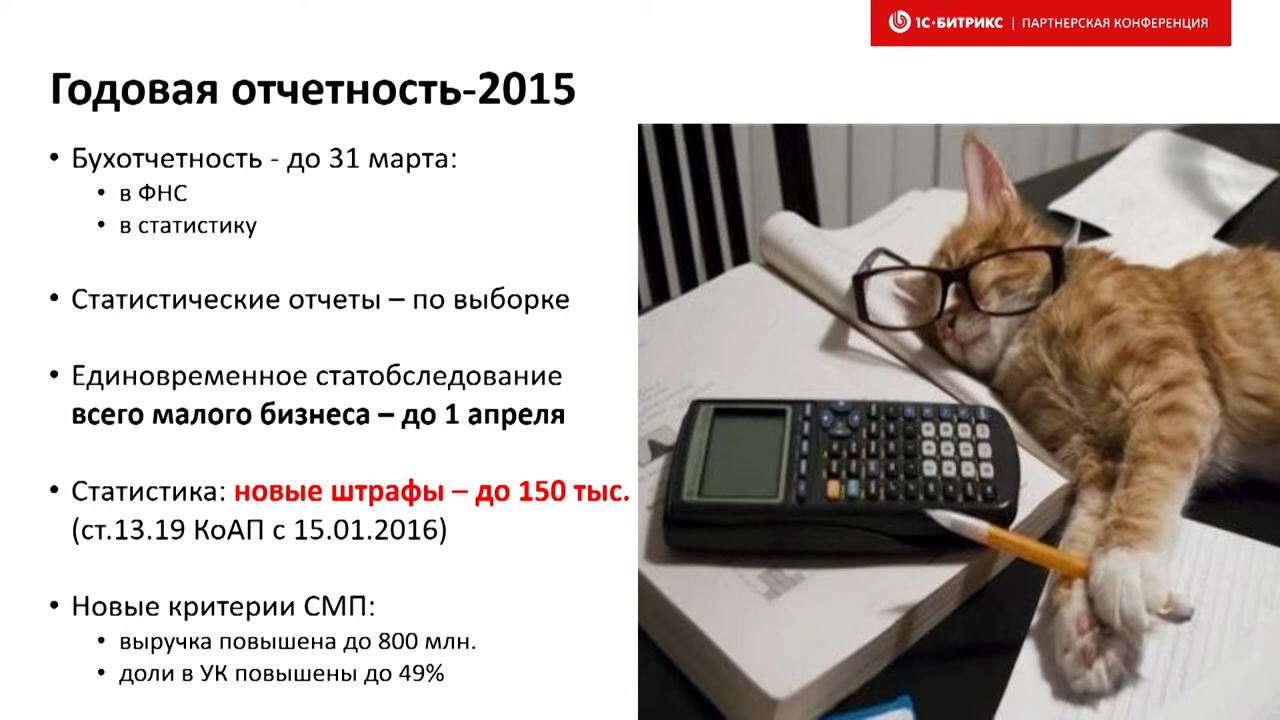 1С-БИТРИКС | ПАРТНЕРСКАЯ КОНФЕРЕНЦИЯ
Годовая отчетность-2015
• Бухотчетность - до 31 марта:
• в ФНС
• в статистику
• Статистические отчеты – по выборке
• Единовременное статобследование
всего малого бизнеса – до 1 апреля
• Статистика: новые штрафы – до 150 тыс.
(ст.13.19 КоАП с 15.01.2016)
• Новые критерии СМП:
• выручка повышена до 800 млн.
• доли в УК повышены до 49%